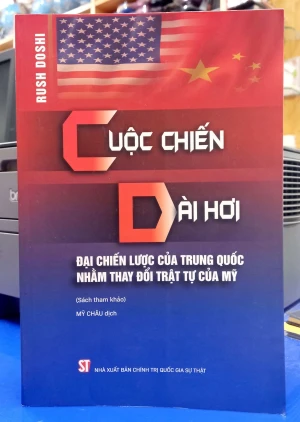 RUSH DOSHI
CUỘC CHIẾN
DÀI HƠI
ĐẠI CHIẾN LƯỢC CỦA TRUNG QUỐC
NHẰM THAY ĐỔI TRẬT TỰ CỦA MỸ
(Sách tham khảo)
MỸ CHÂU dịch
ST
NHÀ XUẤT BẢN CHÍNH TRỊ QUỐC GIA SỰ THẬT